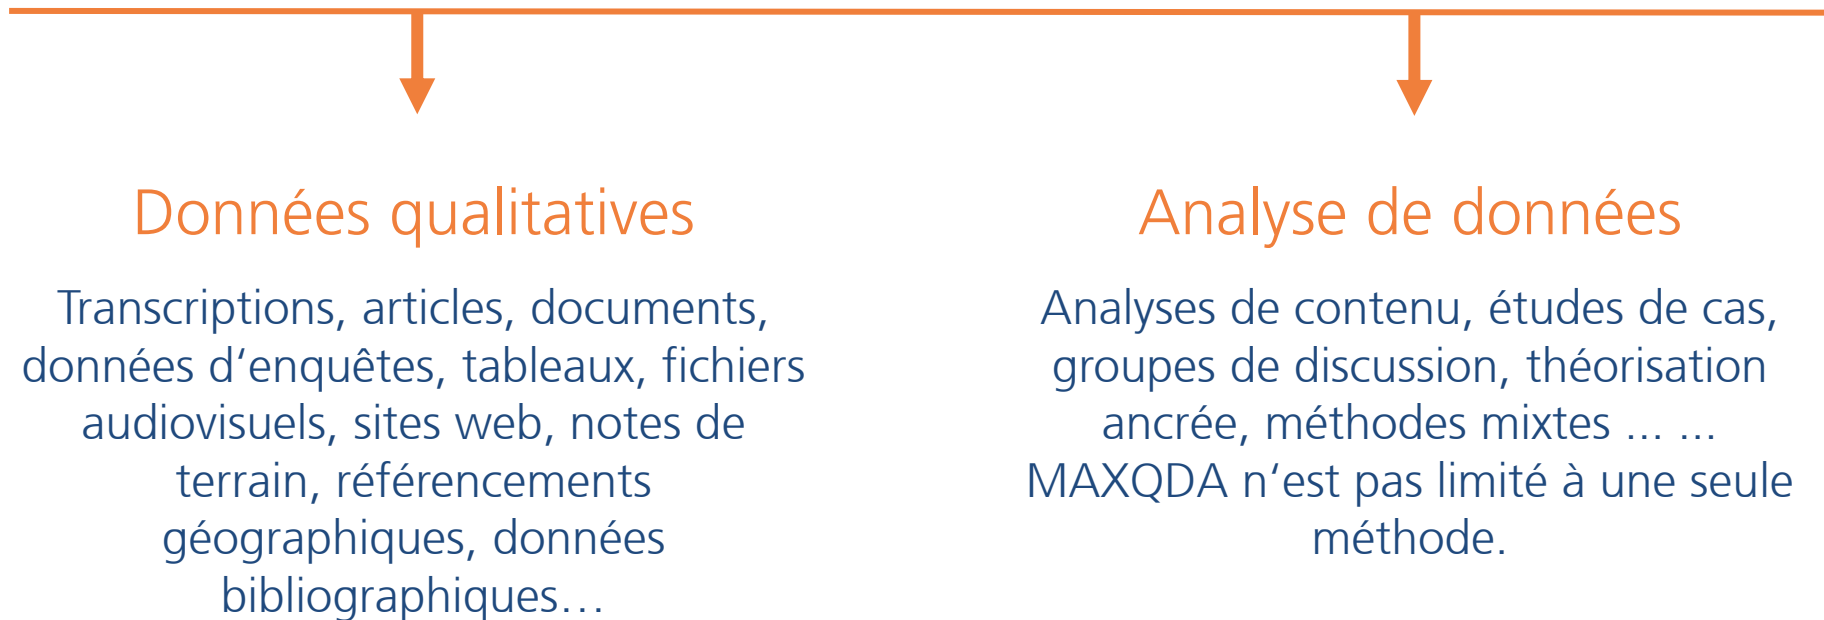 Données qualitatives
Transcriptions, articles, documents,
données d‘enquêtes, tableaux, fichiers
audiovisuels, sites web, notes de
terrain, référencements
géographiques, données
bibliographiques…
Analyse de données
Analyses de contenu, études de cas,
groupes de discussion, théorisation
ancrée, méthodes mixtes ... ...
MAXQDA n‘est pas limité à une seule
méthode.